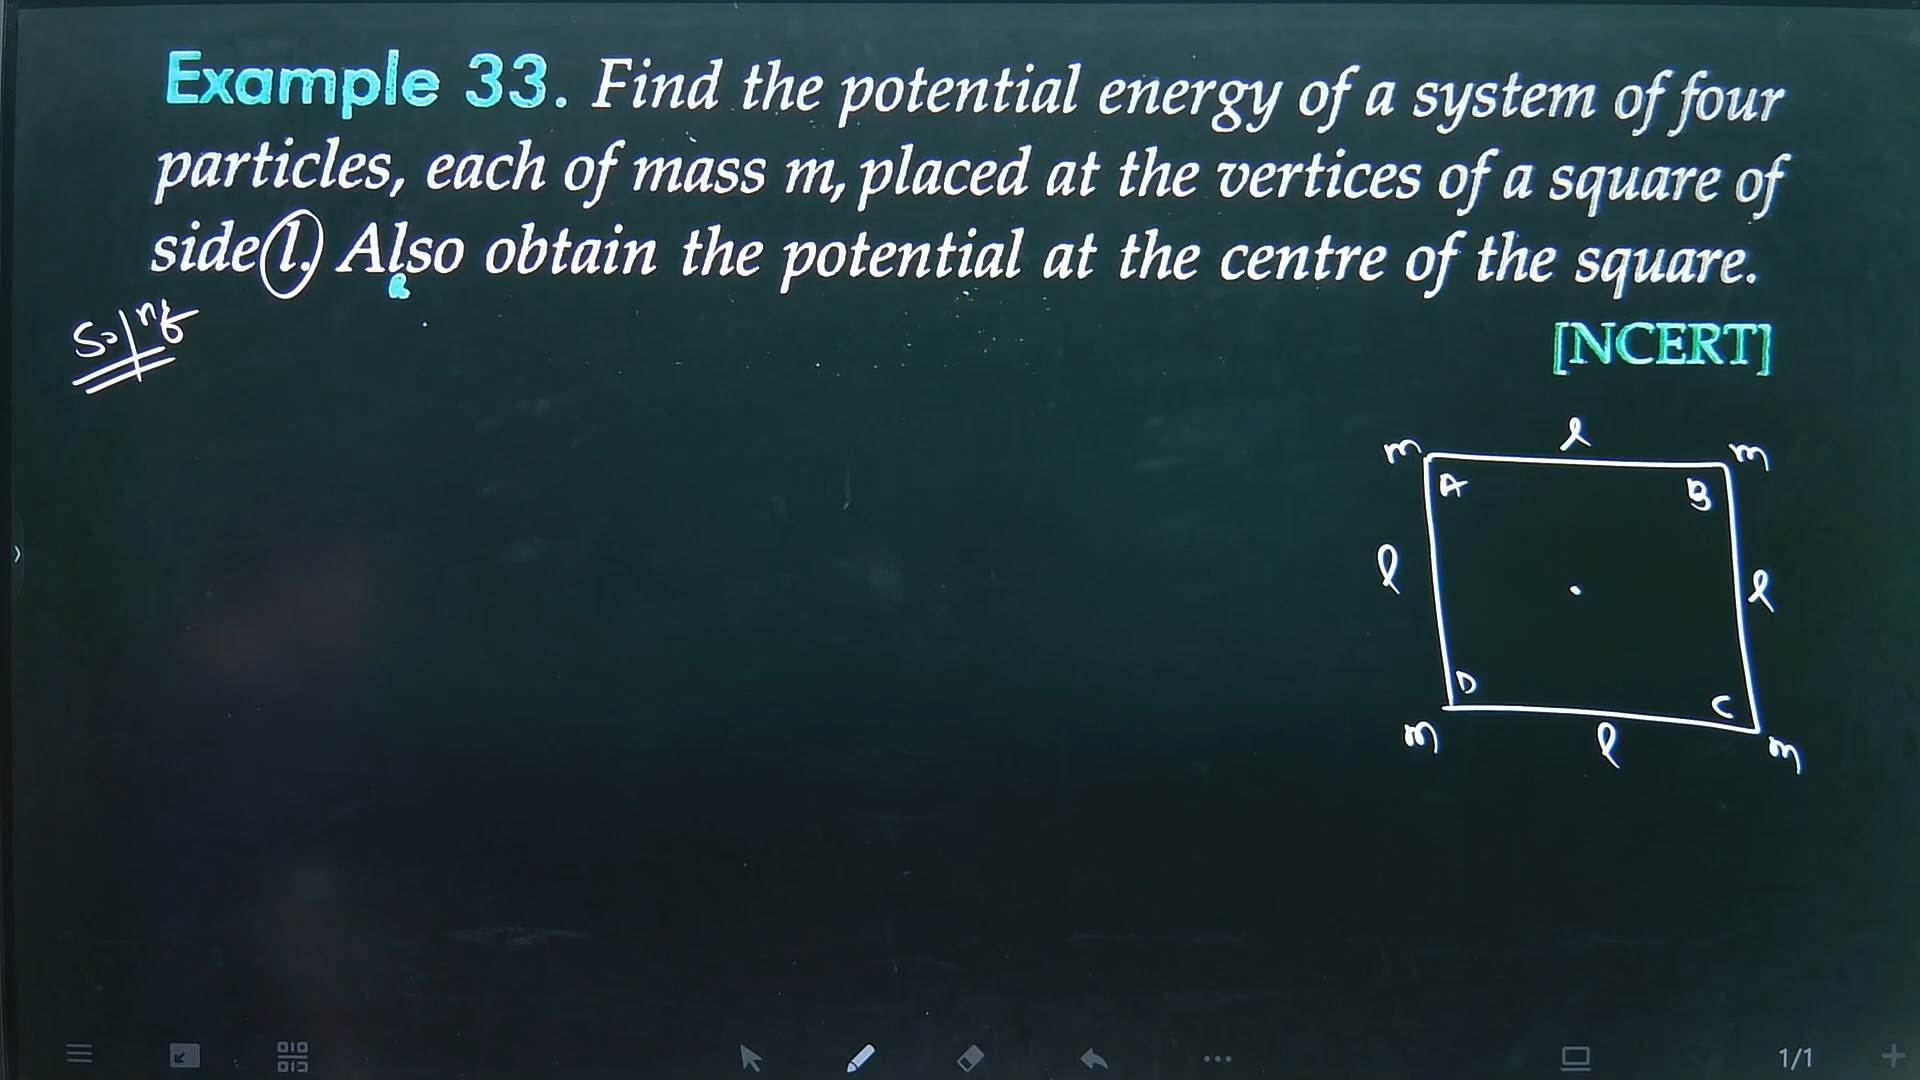 Example 33. Find the potential energy of a system of four
particles, each of mass m, placed at the vertices of a square of
side l. Also obtain the potential at the centre of the square.
l
Solⁿ
[NCERT]
m l m
A B
l l
D C
m l m
1/1